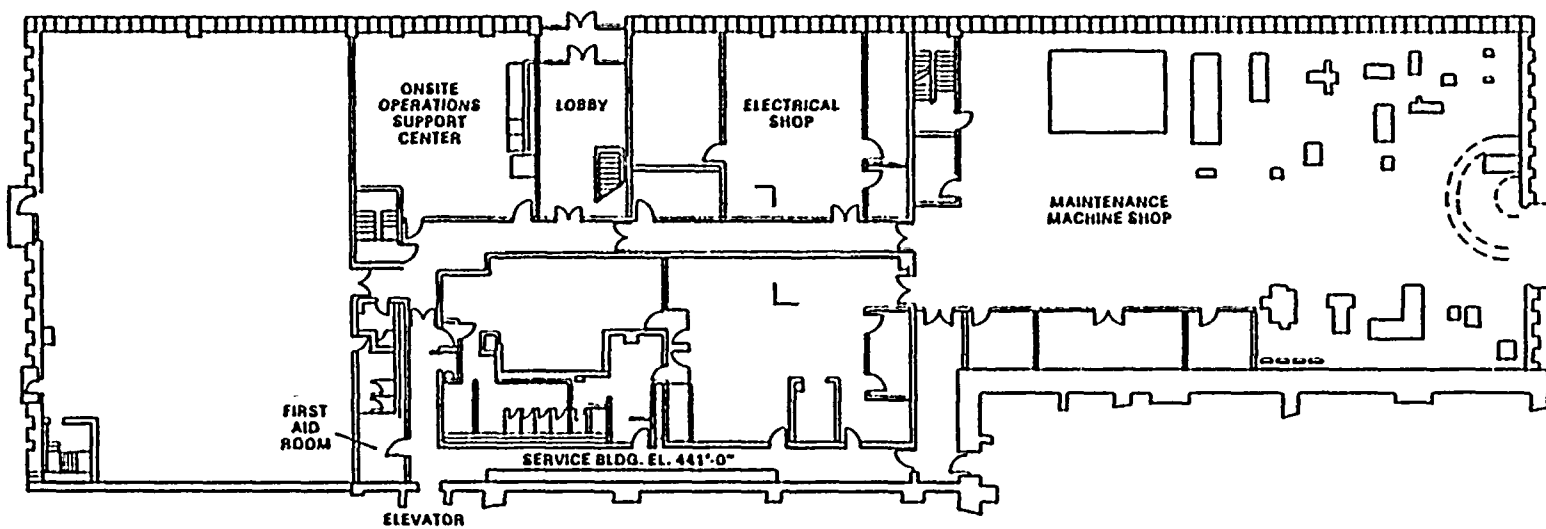 ONSITE
OPERATIONS
SUPPORT
CENTER
LOBBY
ELECTRICAL
SHOP
MAINTENANCE
MACHINE SHOP
FIRST
AID
ROOM
SERVICE BLDG. EL. 441'-0"
ELEVATOR